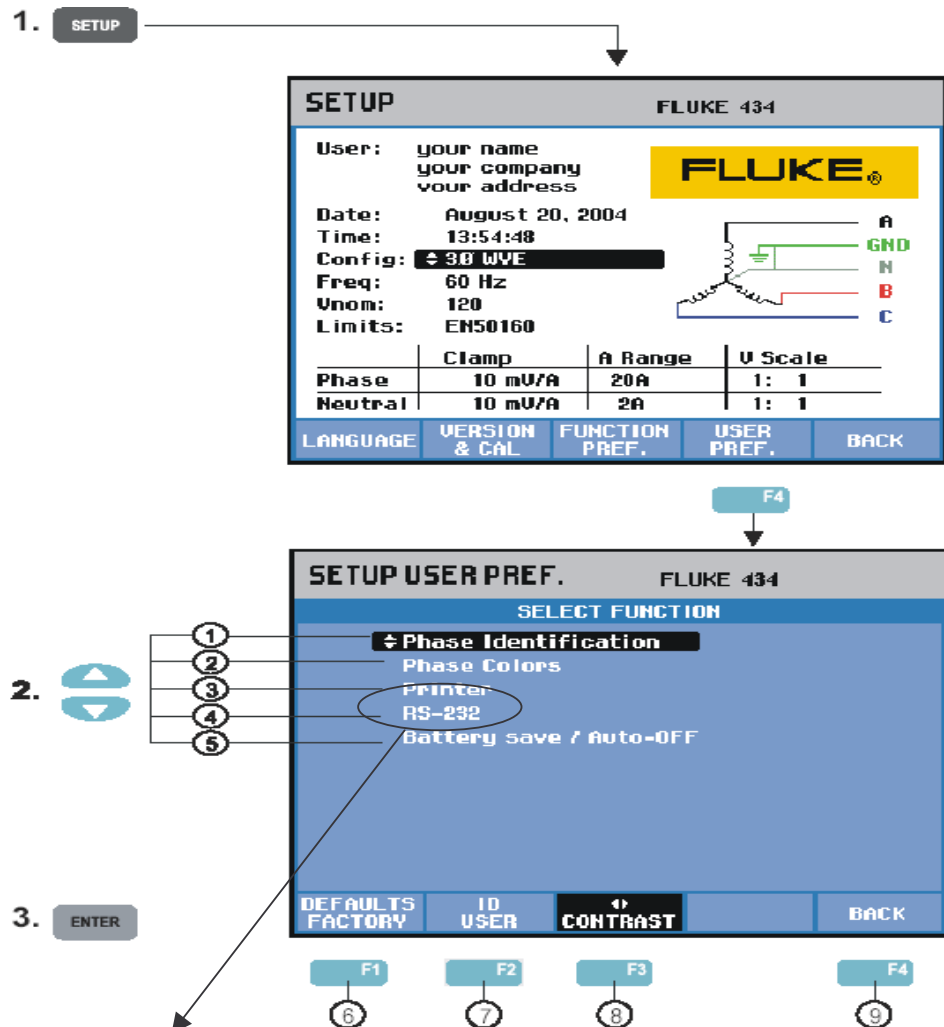 1. SETUP
SETUP FLUKE 434
User: your name
your company
your address
FLUKE®
Date: August 20, 2004
Time: 13:54:48
Config: 3Ø WYE
Freq: 60 Hz
Vnom: 120
Limits: EN50160
A
GND
N
B
C
Clamp A Range V Scale
Phase 10 mV/A 20A 1: 1
Neutral 10 mV/A 2A 1: 1
LANGUAGE VERSION & CAL FUNCTION PREF. USER PREF. BACK
F4
SETUP USER PREF. FLUKE 434
SELECT FUNCTION
1 Phase Identification
2 Phase Colors
2.
3 Printer
4 RS-232
5 Battery save / Auto-OFF
3. ENTER
DEFAULTS FACTORY ID USER CONTRAST BACK
F1 F2 F3 F4
6 7 8 9